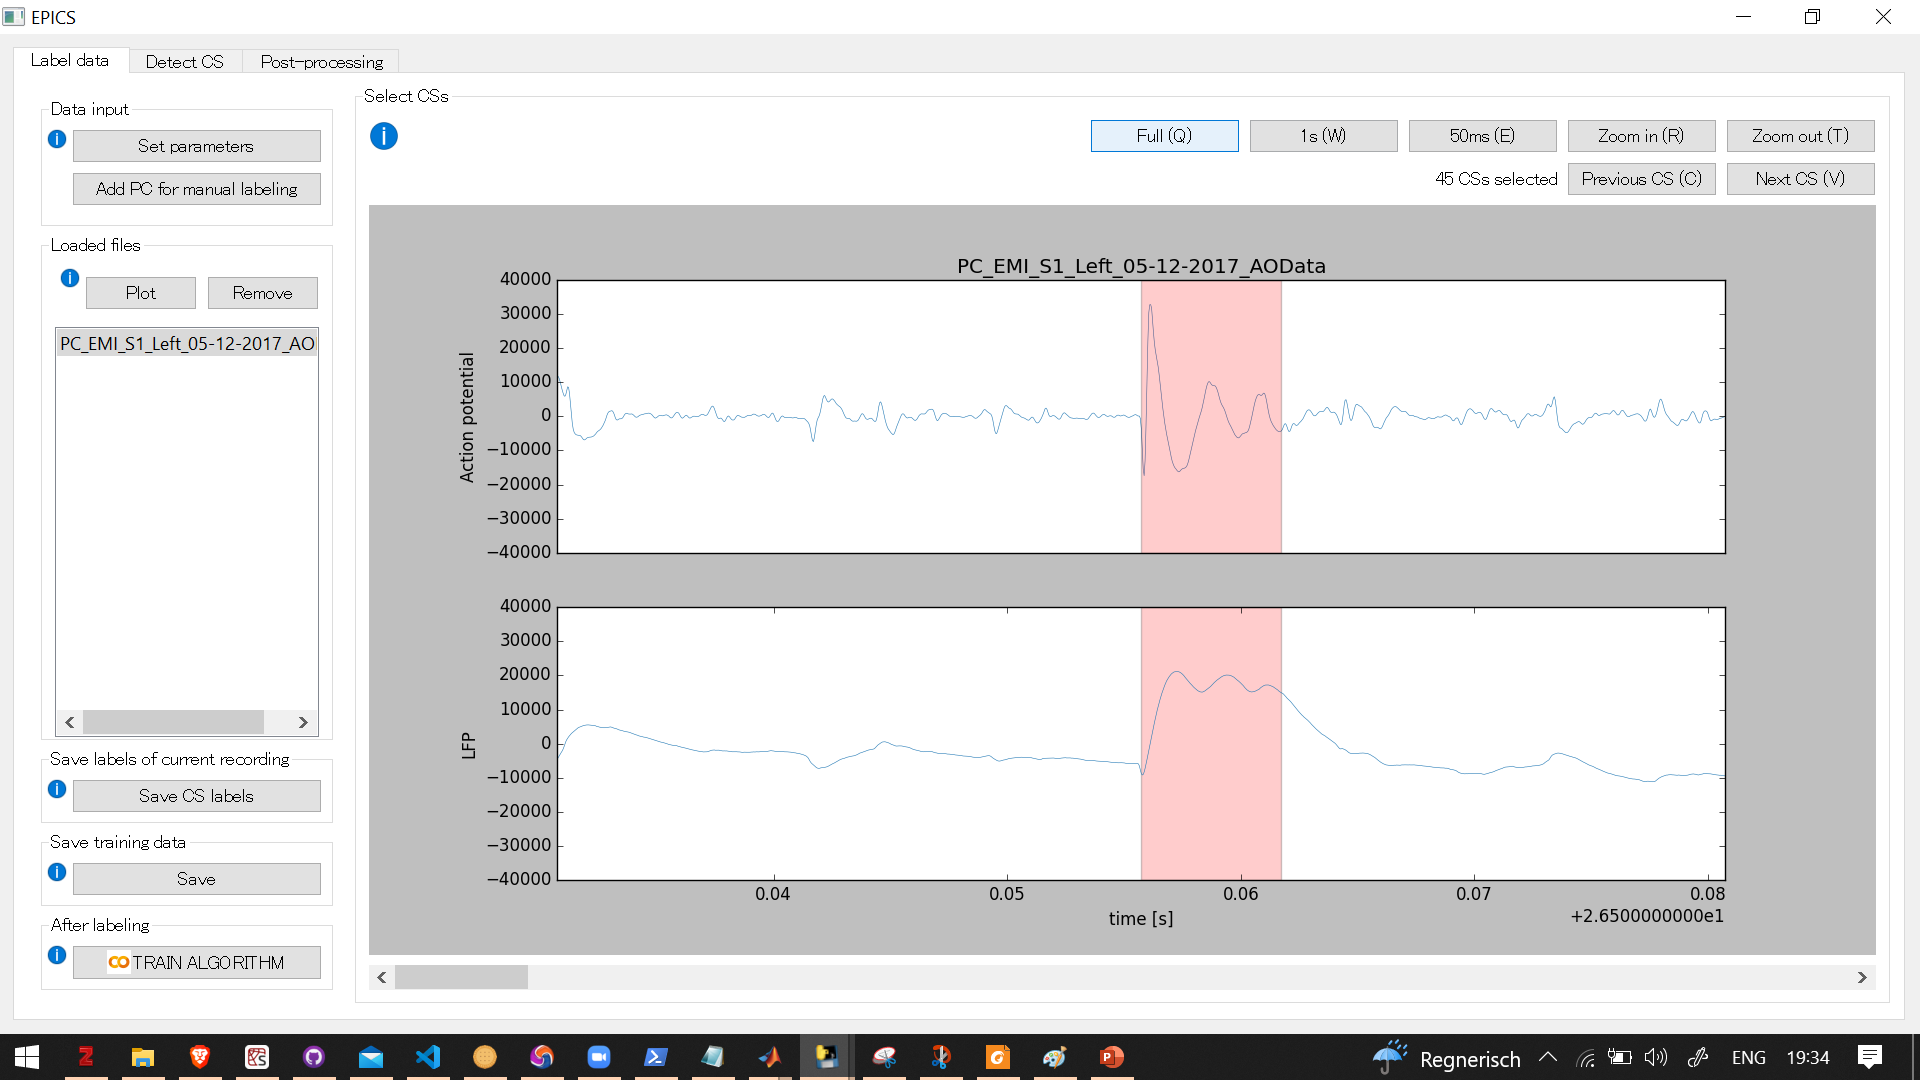 EPICS
Label data
Detect CS
Post-processing
Data input
Set parameters
Add PC for manual labeling
Loaded files
Plot
Remove
PC_EMI_S1_Left_05-12-2017_AO
Save labels of current recording
Save CS labels
Save training data
Save
After labeling
TRAIN ALGORITHM
Select CSs
Full (Q)
1s (W)
50ms (E)
Zoom in (R)
Zoom out (T)
45 CSs selected
Previous CS (C)
Next CS (V)
PC_EMI_S1_Left_05-12-2017_AOData
Action potential
40000
30000
20000
10000
0
−10000
−20000
−30000
−40000
LFP
40000
30000
20000
10000
0
−10000
−20000
−30000
−40000
0.04
0.05
0.06
0.07
0.08
time [s]
+2.6500000000e1
Regnerisch
ENG
19:34